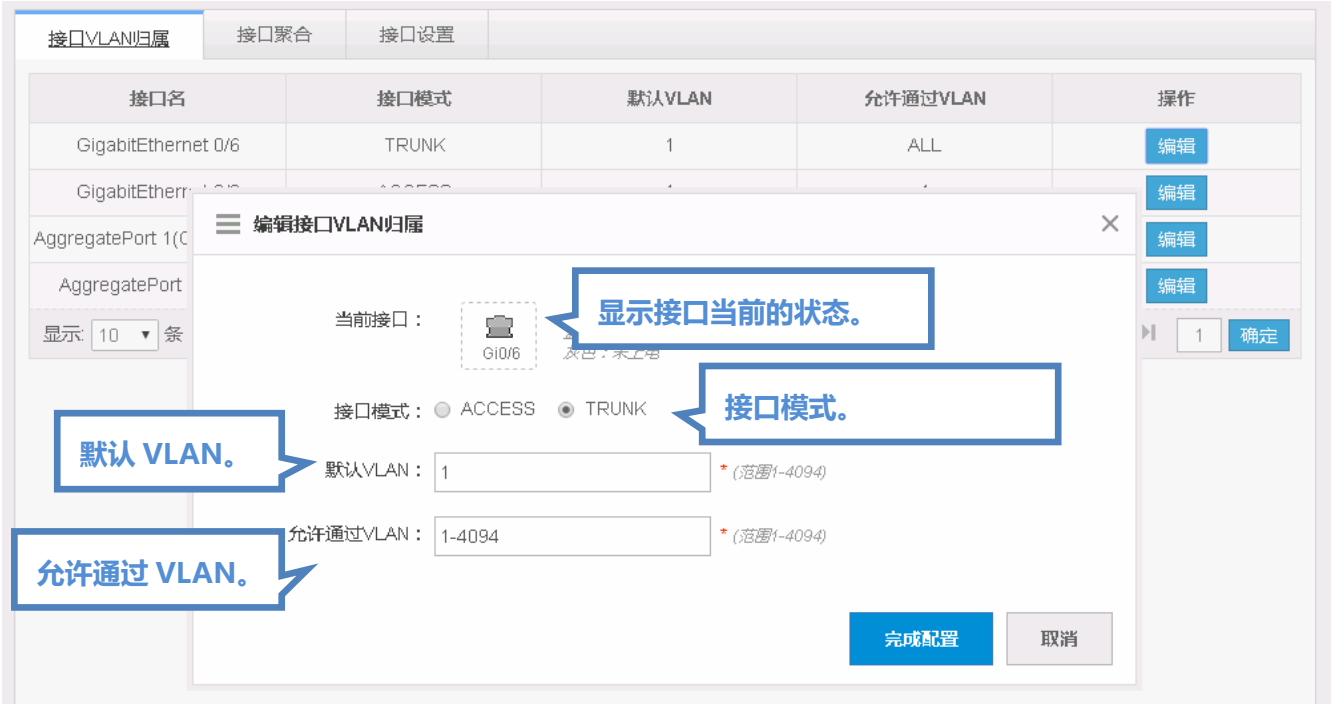 接口VLAN归属 接口聚合 接口设置
接口名 接口模式 默认VLAN 允许通过VLAN 操作
GigabitEthernet 0/6 TRUNK 1 ALL 编辑
编辑
AggregatePort 编辑
AggregatePort 编辑
显示: 10 条 1 确定
编辑接口VLAN归属
当前接口：
Gi0/6
显示接口当前的状态。
接口模式： ACCESS TRUNK
接口模式。
默认 VLAN。
默认VLAN： 1 * (范围1-4094)
允许通过VLAN： 1-4094 * (范围1-4094)
允许通过 VLAN。
完成配置 取消